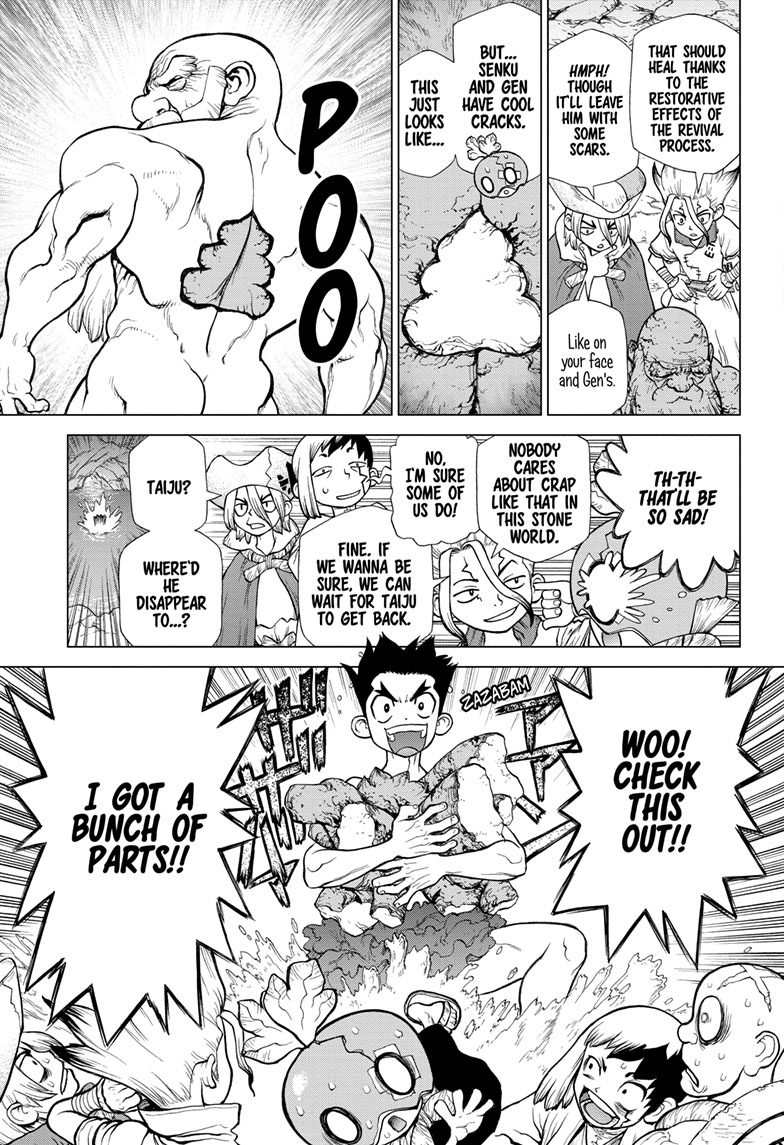 THAT SHOULD
HEAL THANKS
TO THE
RESTORATIVE
EFFECTS
OF THE
REVIVAL
PROCESS.
HMPH!
THOUGH
IT'LL LEAVE
HIM WITH
SOME
SCARS.
Like on
your face
and Gen's.
BUT...
SENKU
AND GEN
HAVE COOL
CRACKS.
THIS
JUST
LOOKS
LIKE...
POO
TH-TH-
THAT'LL BE
SO SAD!
NOBODY
CARES
ABOUT CRAP
LIKE THAT IN
THIS STONE
WORLD.
NO,
I'M SURE
SOME OF
US DO!
FINE. IF
WE WANNA BE
SURE, WE CAN
WAIT FOR TAIJU
TO GET BACK.
TAIJU?
WHERE'D
HE
DISAPPEAR
TO...?
WOO!
CHECK
THIS
OUT!!
ZAZABAM
I GOT A
BUNCH OF
PARTS!!